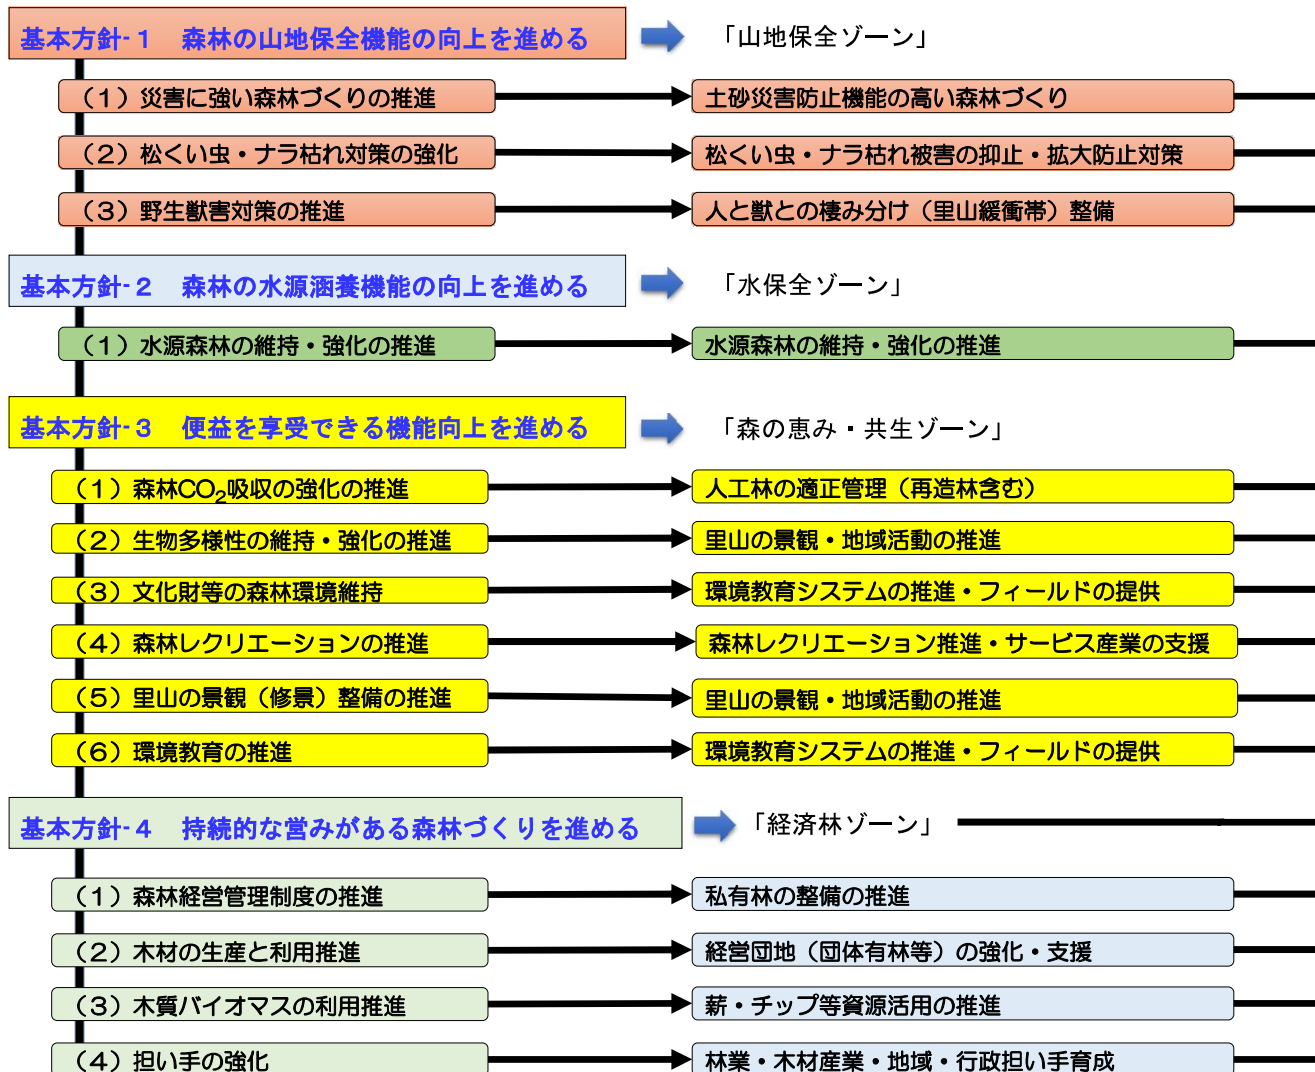 基本方針-1 森林の山地保全機能の向上を進める 「山地保全ゾーン」
（1）災害に強い森林づくりの推進 土砂災害防止機能の高い森林づくり
（2）松くい虫・ナラ枯れ対策の強化 松くい虫・ナラ枯れ被害の抑止・拡大防止対策
（3）野生獣害対策の推進 人と獣との棲み分け（里山緩衝帯）整備
基本方針-2 森林の水源涵養機能の向上を進める 「水保全ゾーン」
（1）水源森林の維持・強化の推進 水源森林の維持・強化の推進
基本方針-3 便益を享受できる機能向上を進める 「森の恵み・共生ゾーン」
（1）森林CO₂吸収の強化の推進 人工林の適正管理（再造林含む）
（2）生物多様性の維持・強化の推進 里山の景観・地域活動の推進
（3）文化財等の森林環境維持 環境教育システムの推進・フィールドの提供
（4）森林レクリエーションの推進 森林レクリエーション推進・サービス産業の支援
（5）里山の景観（修景）整備の推進 里山の景観・地域活動の推進
（6）環境教育の推進 環境教育システムの推進・フィールドの提供
基本方針-4 持続的な営みがある森林づくりを進める 「経済林ゾーン」
（1）森林経営管理制度の推進 私有林の整備の推進
（2）木材の生産と利用推進 経営団地（団体有林等）の強化・支援
（3）木質バイオマスの利用推進 薪・チップ等資源活用の推進
（4）担い手の強化 林業・木材産業・地域・行政担い手育成